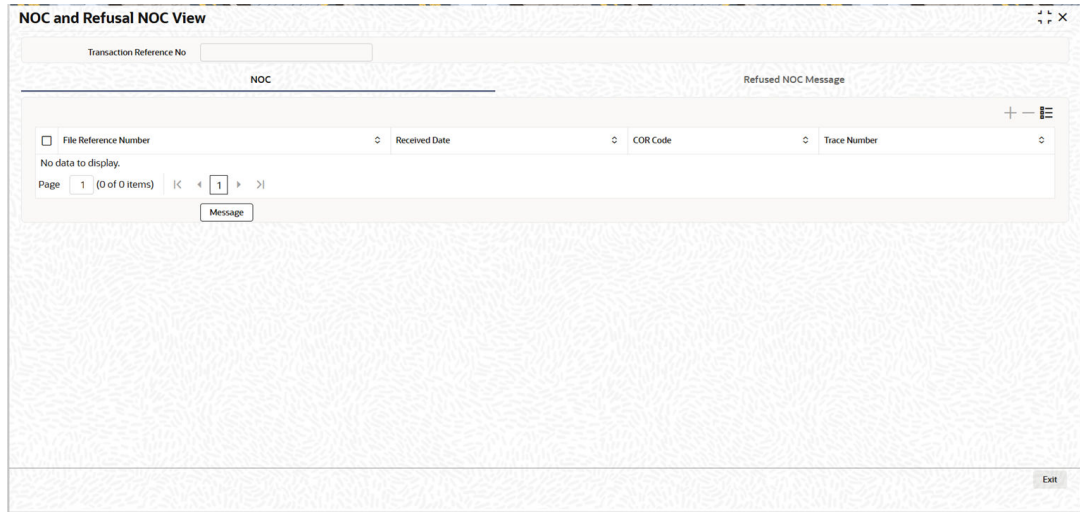 NOC and Refusal NOC View
Transaction Reference No
NOC Refused NOC Message
File Reference Number Received Date COR Code Trace Number
No data to display.
Page 1 (0 of 0 items) 1
Message
Exit